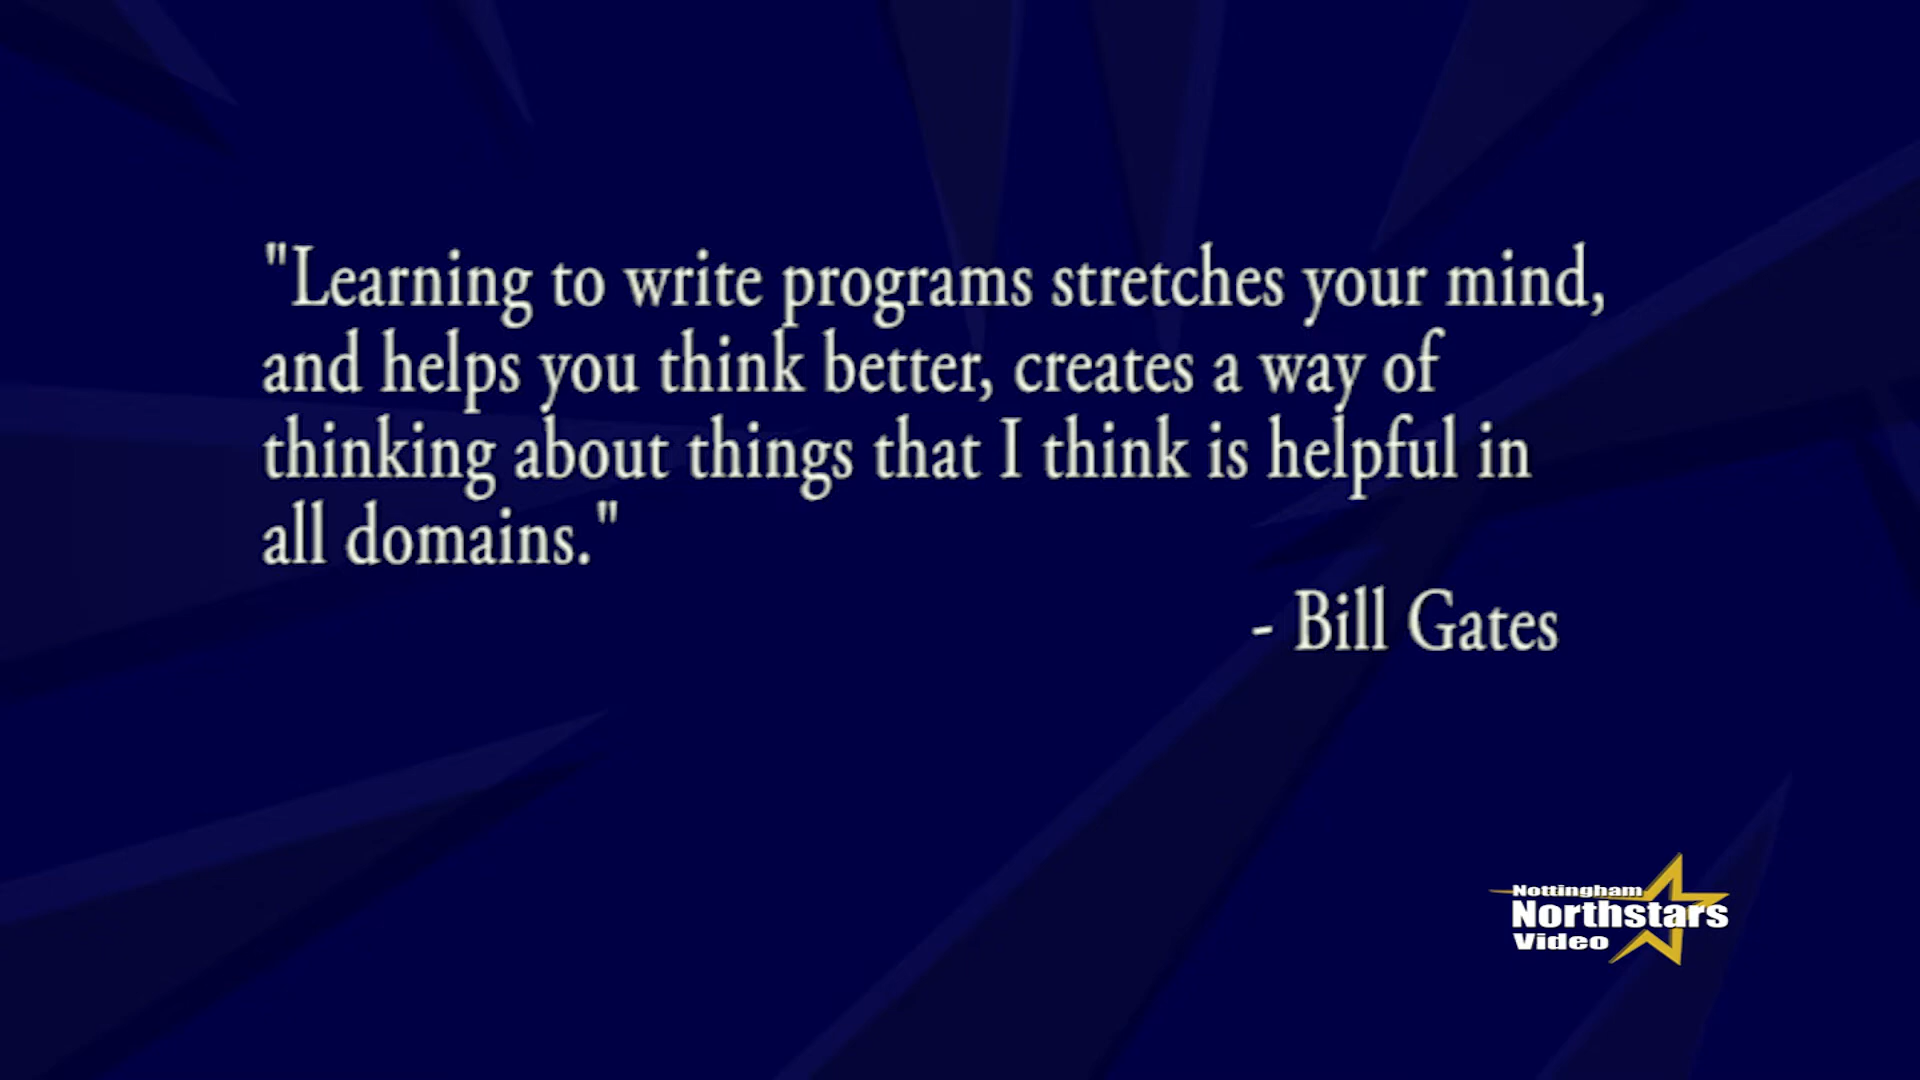 "Learning to write programs stretches your mind,
and helps you think better, creates a way of
thinking about things that I think is helpful in
all domains."
- Bill Gates
Nottingham
Northstars
Video